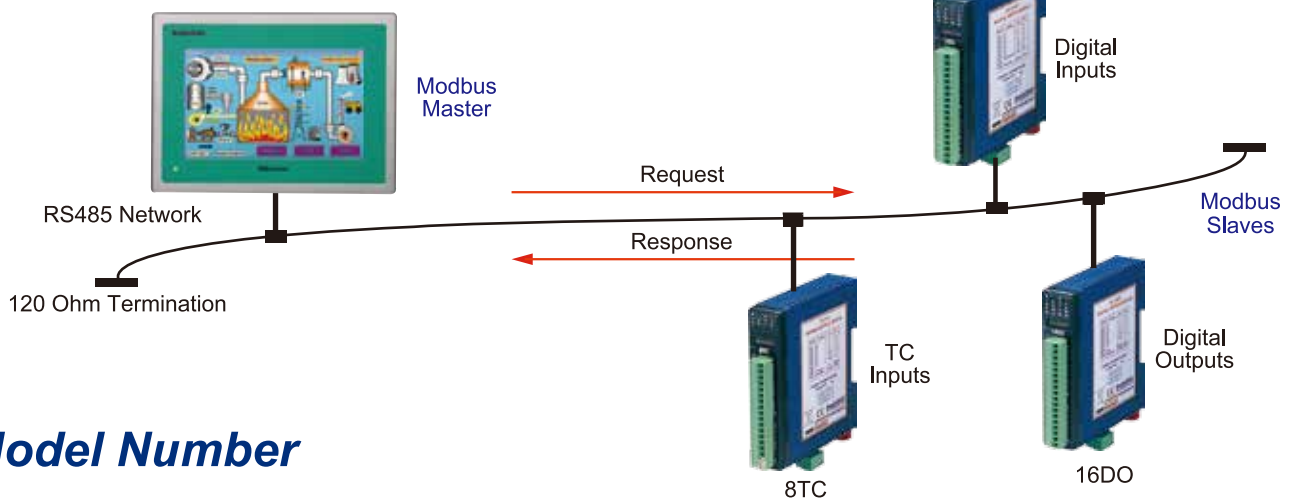 Digital
Inputs
Modbus
Master
Request
RS485 Network
Modbus
Slaves
Response
120 Ohm Termination
TC
Inputs
Digital
Outputs
odel Number
8TC
16DO